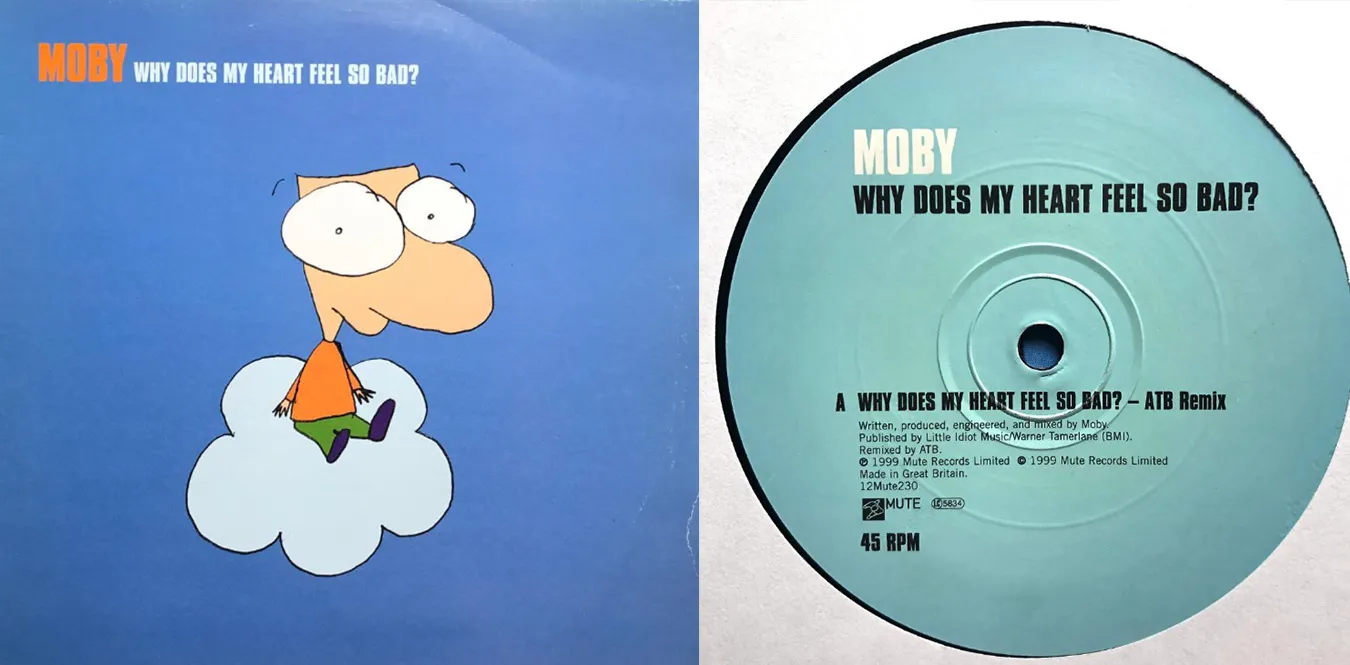 MOBY WHY DOES MY HEART FEEL SO BAD?
MOBY
WHY DOES MY HEART FEEL SO BAD?
A WHY DOES MY HEART FEEL SO BAD? – ATB Remix
Written, produced, engineered, and mixed by Moby.
Published by Little Idiot Music/Warner Tamerlane (BMI).
Remixed by ATB.
℗ 1999 Mute Records Limited © 1999 Mute Records Limited
Made in Great Britain.
12Mute230
MUTE LC 5834
45 RPM